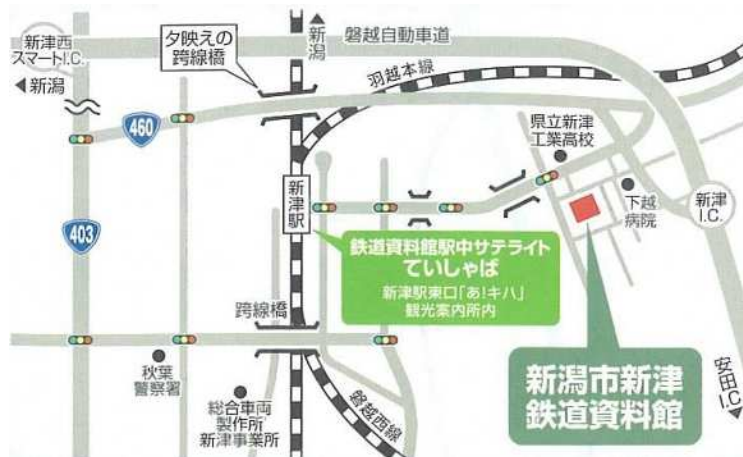 新津西
スマートI.C.
新潟
夕映えの
跨線橋
新潟
磐越自動車道
羽越本線
460
県立新津
工業高校
新津駅
下越
病院
新津
I.C.
403
鉄道資料館駅中サテライト
ていしゃば
新津駅東口「あ!キハ」
観光案内所内
跨線橋
秋葉
警察署
総合車両
製作所
新津事業所
磐越西線
新潟市新津
鉄道資料館
安田
I.C